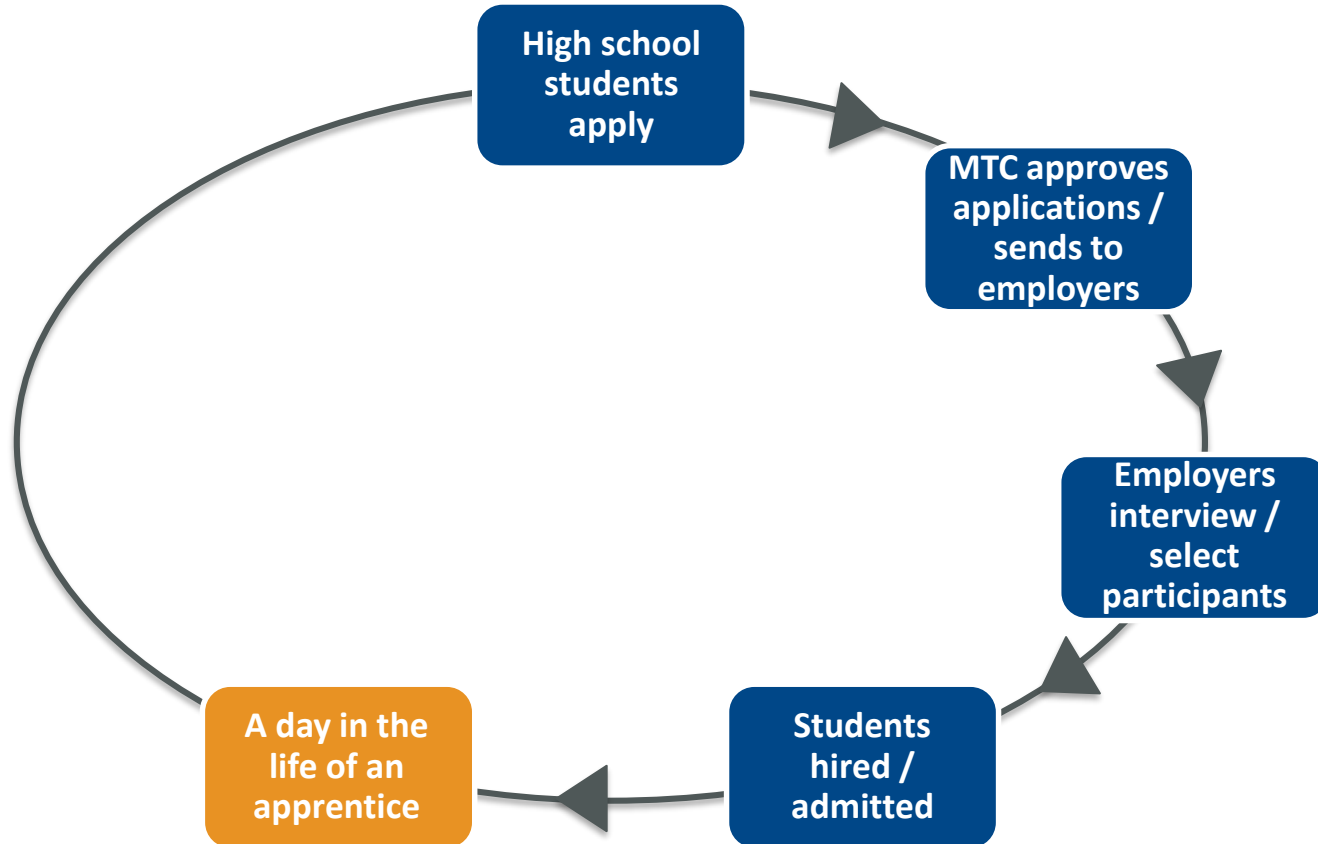 High school
students
apply
MTC approves
applications /
sends to
employers
Employers
interview /
select
participants
Students
hired /
admitted
A day in the
life of an
apprentice